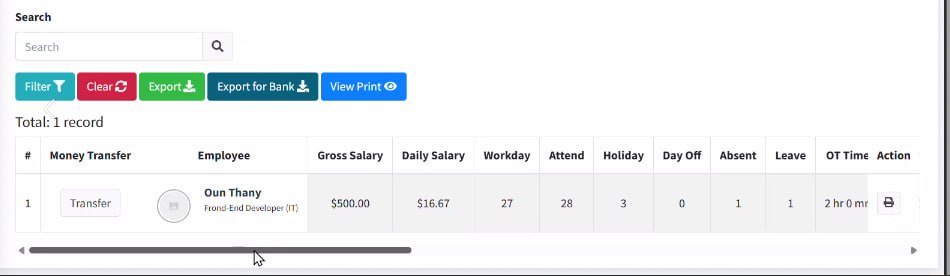 Search
Search
Filter Clear Export Export for Bank View Print
Total: 1 record
# Money Transfer Employee Gross Salary Daily Salary Workday Attend Holiday Day Off Absent Leave OT Time Action
Oun Thany
1 Transfer $500.00 $16.67 27 28 3 0 1 1 2 hr 0
Frond-End Developer (IT)